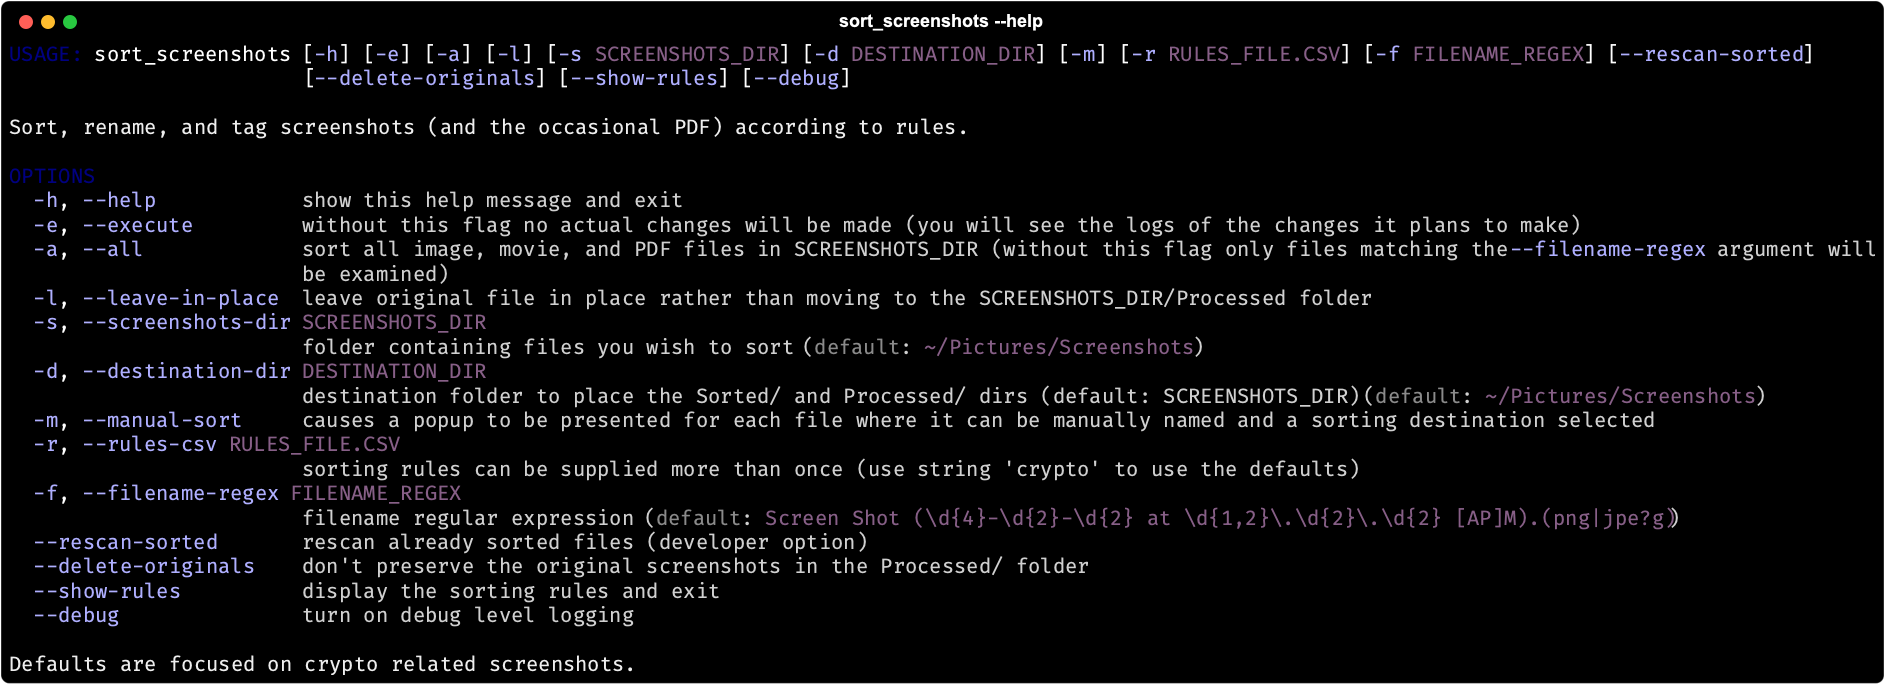 sort_screenshots --help
USAGE: sort_screenshots [-h] [-e] [-a] [-l] [-s SCREENSHOTS_DIR] [-d DESTINATION_DIR] [-m] [-r RULES_FILE.CSV] [-f FILENAME_REGEX] [--rescan-sorted]
[--delete-originals] [--show-rules] [--debug]
Sort, rename, and tag screenshots (and the occasional PDF) according to rules.
OPTIONS
-h, --help show this help message and exit
-e, --execute without this flag no actual changes will be made (you will see the logs of the changes it plans to make)
-a, --all sort all image, movie, and PDF files in SCREENSHOTS_DIR (without this flag only files matching the--filename-regex argument will
be examined)
-l, --leave-in-place leave original file in place rather than moving to the SCREENSHOTS_DIR/Processed folder
-s, --screenshots-dir SCREENSHOTS_DIR
folder containing files you wish to sort (default: ~/Pictures/Screenshots)
-d, --destination-dir DESTINATION_DIR
destination folder to place the Sorted/ and Processed/ dirs (default: SCREENSHOTS_DIR)(default: ~/Pictures/Screenshots)
-m, --manual-sort causes a popup to be presented for each file where it can be manually named and a sorting destination selected
-r, --rules-csv RULES_FILE.CSV
sorting rules can be supplied more than once (use string 'crypto' to use the defaults)
-f, --filename-regex FILENAME_REGEX
filename regular expression (default: Screen Shot (\d{4}-\d{2}-\d{2} at \d{1,2}\.\d{2}\.\d{2} [AP]M).(png|jpe?g))
--rescan-sorted rescan already sorted files (developer option)
--delete-originals don't preserve the original screenshots in the Processed/ folder
--show-rules display the sorting rules and exit
--debug turn on debug level logging
Defaults are focused on crypto related screenshots.